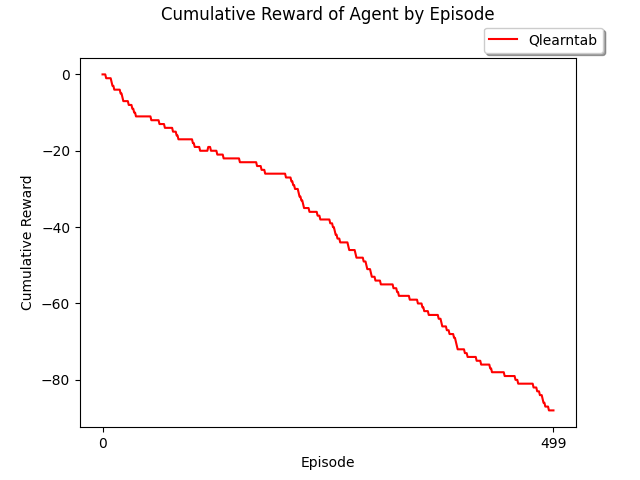 Cumulative Reward of Agent by Episode
Qlearntab
0
−20
−40
−60
−80
Cumulative Reward
0
499
Episode